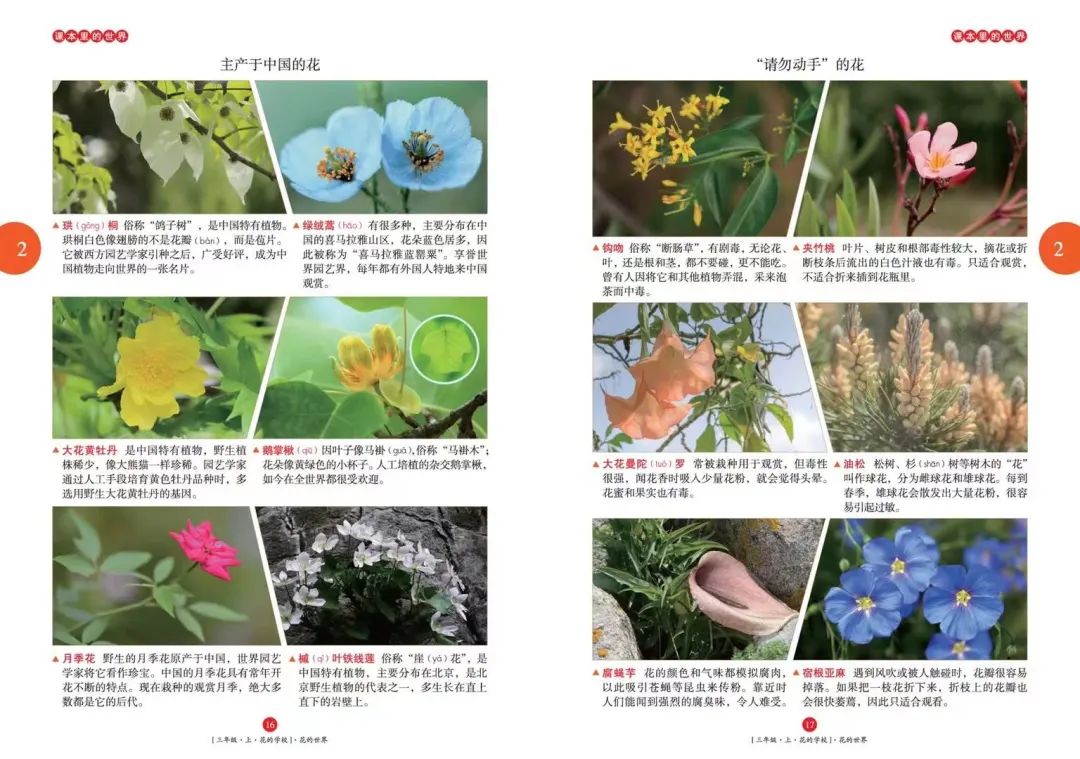 课本里的世界
主产于中国的花
珙(gǒng)桐 俗称“鸽子树”，是中国特有植物。
珙桐白色像翅膀的不是花瓣(bàn)，而是苞片。
它被西方园艺学家引种之后，广受好评，成为中
国植物走向世界的一张名片。
绿绒蒿(hāo)有很多种，主要分布在中
国的喜马拉雅山区，花朵蓝色居多，因
此被称为“喜马拉雅蓝罂粟”。享誉世
界园艺界，每年都有外国人特地来中国
观赏。
大花黄牡丹 是中国特有植物，野生植
株稀少，像大熊猫一样珍稀。园艺学家
通过人工手段培育黄色牡丹品种时，多
选用野生大花黄牡丹的基因。
鹅掌楸(qiū)因叶子像马褂(guà)，俗称“马褂木”；
花朵像黄绿色的小杯子。人工培植的杂交鹅掌楸，
如今在全世界都很受欢迎。
月季花 野生的月季花原产于中国，世界园艺
学家将它看作珍宝。中国的月季花具有常年开
花不断的特点。现在栽种的观赏月季，绝大多
数都是它的后代。
槭(qì)叶铁线莲 俗称“崖(yá)花”，是
中国特有植物，主要分布在北京，是北
京野生植物的代表之一，多生长在直上
直下的岩壁上。
2
16
[三年级·上·花的学校]·花的世界
课本里的世界
“请勿动手”的花
钩吻 俗称“断肠草”，有剧毒，无论花、
叶，还是根和茎，都不要碰，更不能吃。
曾有人因将它和其他植物弄混，采来泡
茶而中毒。
夹竹桃 叶片、树皮和根部毒性较大，摘花或折
断枝条后流出的白色汁液也有毒。只适合观赏，
不适合折来插到花瓶里。
大花曼陀(tuó)罗 常被栽种用于观赏，但毒性
很强，闻花香时吸入少量花粉，就会觉得头晕。
花蜜和果实也有毒。
油松 松树、杉(shān)树等树木的“花”
叫作球花，分为雌球花和雄球花。每到
春季，雄球花会散发出大量花粉，很容
易引起过敏。
腐蝇芋 花的颜色和气味都模拟腐肉，
以此吸引苍蝇等昆虫来传粉。靠近时
人们能闻到强烈的腐臭味，令人难受。
宿根亚麻 遇到风吹或被人触碰时，花瓣很容易
掉落。如果把一枝花折下来，折枝上的花瓣也
会很快萎蔫，因此只适合观看。
2
17
[三年级·上·花的学校]·花的世界